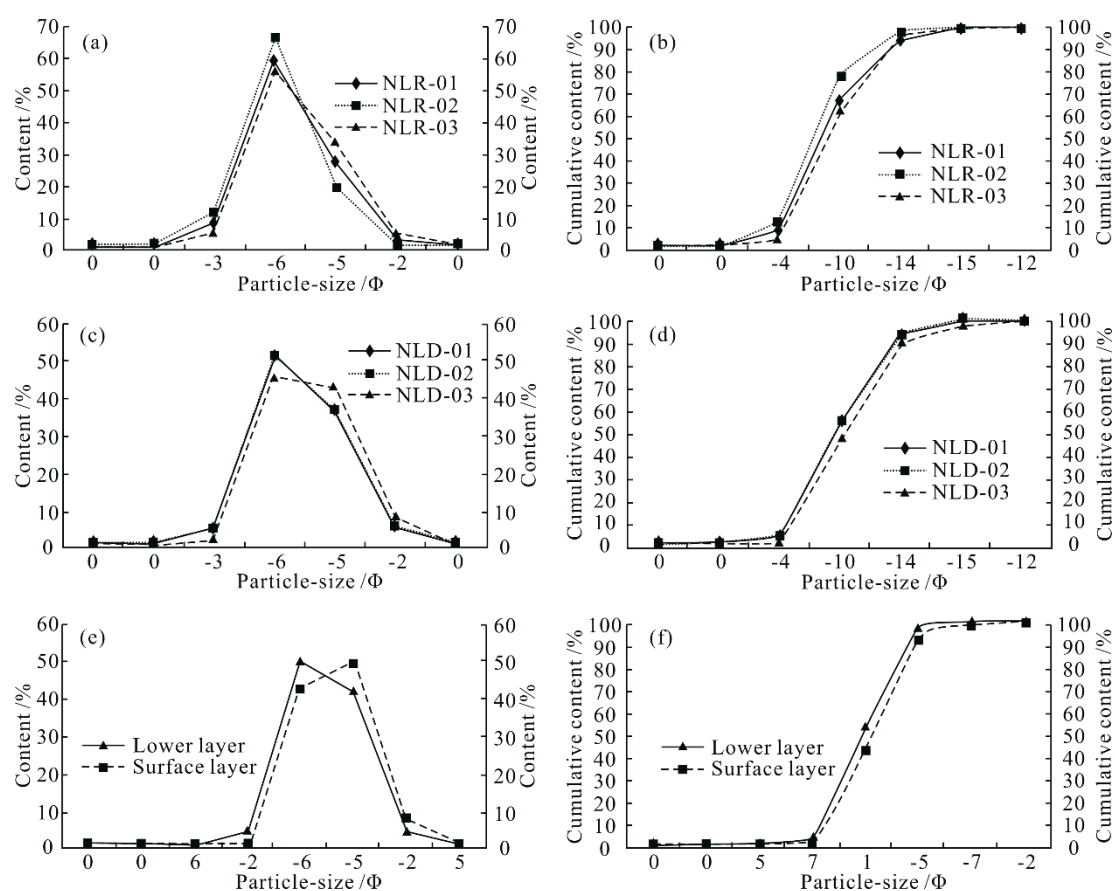 (a)
Content /%
70
60
50
40
30
20
10
0
NLR-01
NLR-02
NLR-03
70
60
50
40
30
20
10
0
Content /%
0 0 -3 -6 -5 -2 0
Particle-size /Φ
(b)
Cumulative content /%
100
90
80
70
60
50
40
30
20
10
0
NLR-01
NLR-02
NLR-03
100
90
80
70
60
50
40
30
20
10
0
Cumulative content /%
0 0 -4 -10 -14 -15 -12
Particle-size /Φ
(c)
Content /%
60
50
40
30
20
10
0
NLD-01
NLD-02
NLD-03
60
50
40
30
20
10
0
Content /%
0 0 -3 -6 -5 -2 0
Particle-size /Φ
(d)
Cumulative content /%
100
90
80
70
60
50
40
30
20
10
0
NLD-01
NLD-02
NLD-03
100
90
80
70
60
50
40
30
20
10
0
Cumulative content /%
0 0 -4 -10 -14 -15 -12
Particle-size /Φ
(e)
Content /%
60
50
40
30
20
10
0
Lower layer
Surface layer
60
50
40
30
20
10
0
Content /%
0 0 6 -2 -6 -5 -2 5
Particle-size /Φ
(f)
Cumulative content /%
100
90
80
70
60
50
40
30
20
10
0
Lower layer
Surface layer
100
90
80
70
60
50
40
30
20
10
0
Cumulative content /%
0 0 5 7 1 -5 -7 -2
Particle-size /Φ